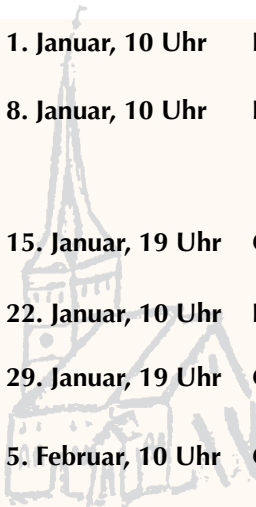 1. Januar, 10 Uhr
8. Januar, 10 Uhr
15. Januar, 19 Uhr
22. Januar, 10 Uhr
29. Januar, 19 Uhr
5. Februar, 10 Uhr